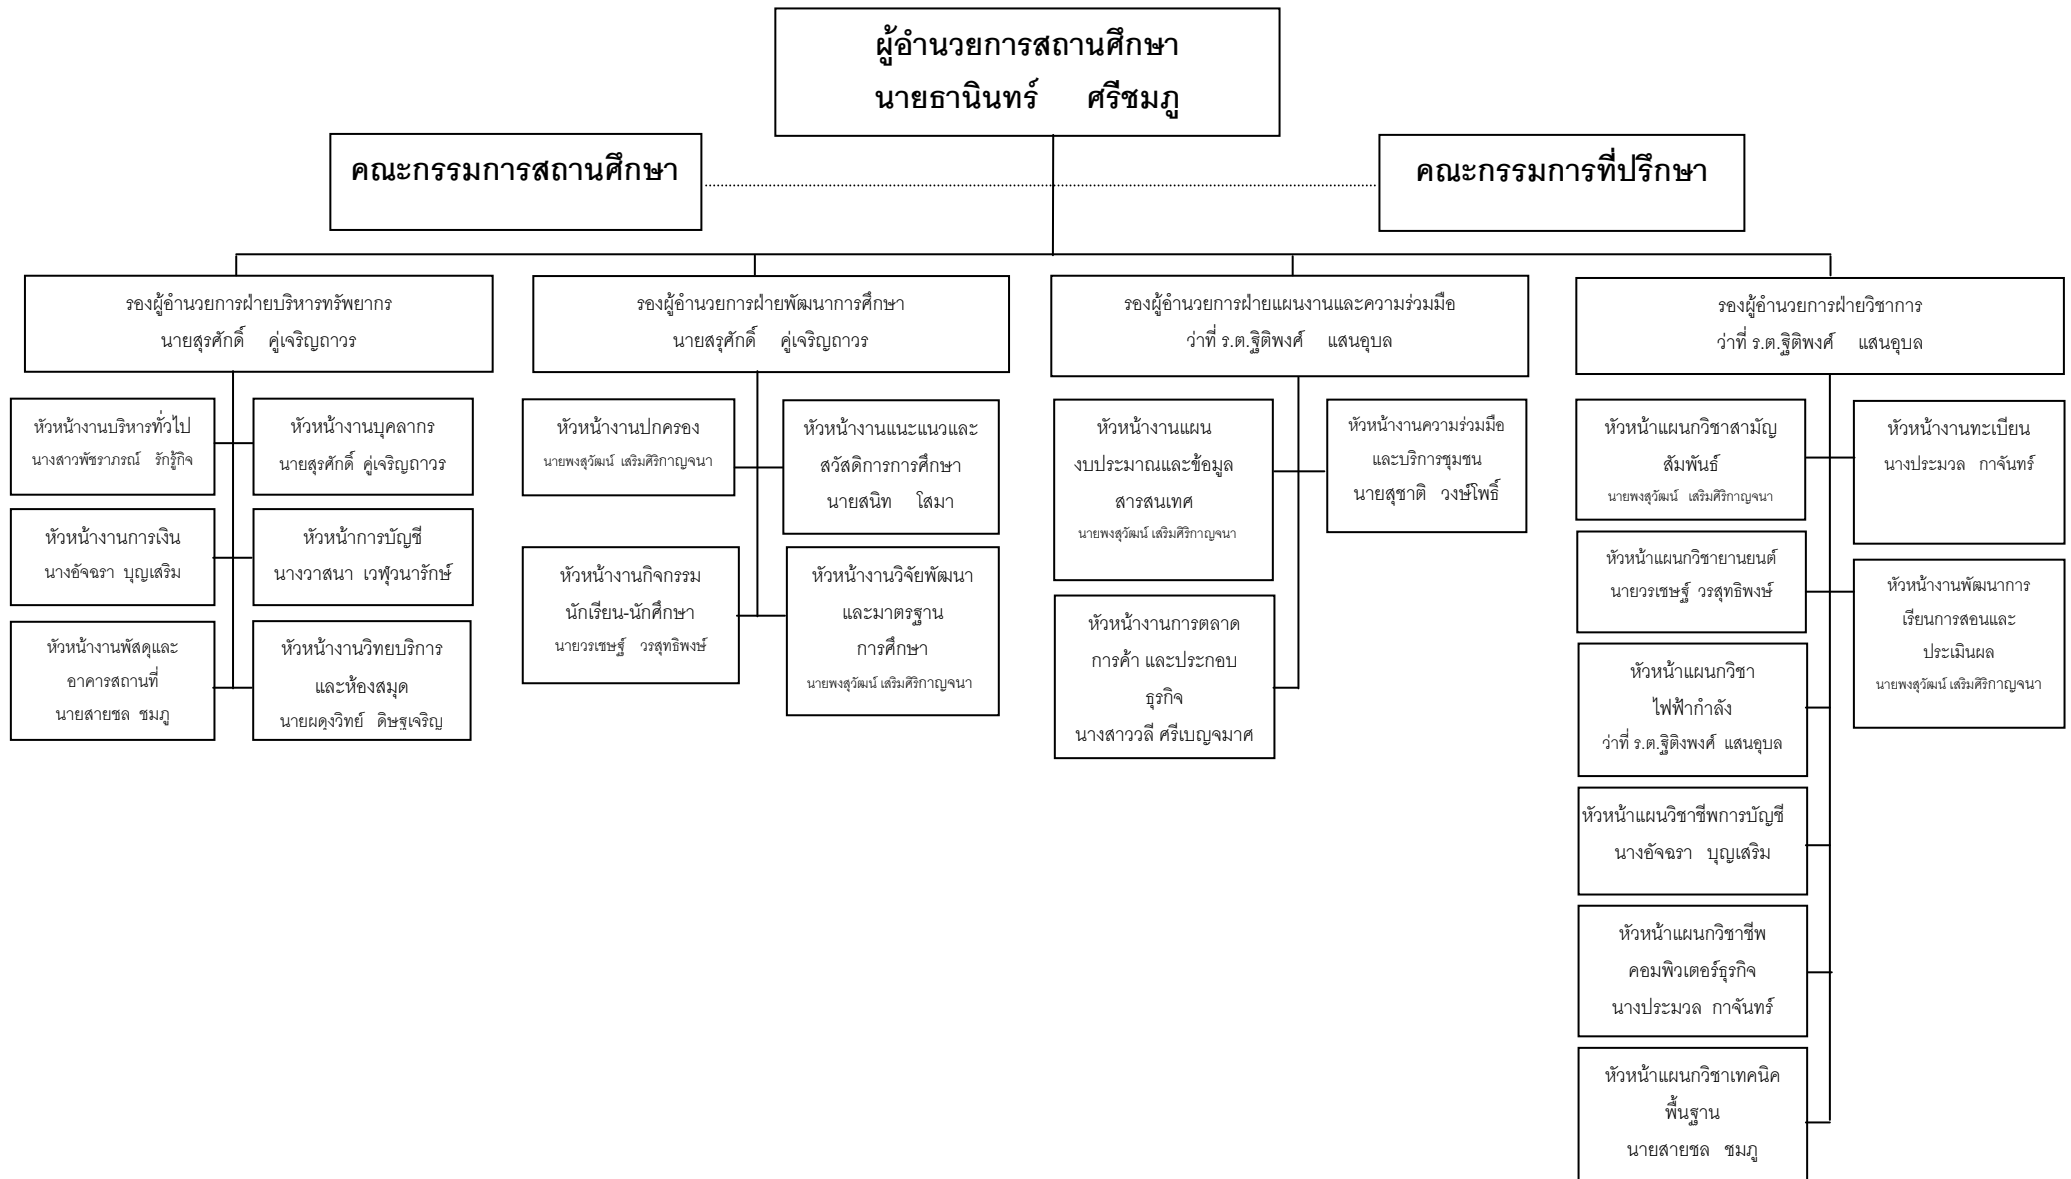 ผู้อำนวยการสถานศึกษา
นายธานินทร์ ศรีชมภู
คณะกรรมการสถานศึกษา
คณะกรรมการที่ปรึกษา
รองผู้อำนวยการฝ่ายบริหารทรัพยากร
นายสุรศักดิ์ คู่เจริญถาวร
รองผู้อำนวยการฝ่ายพัฒนาการศึกษา
นายสรุศักดิ์ คู่เจริญถาวร
รองผู้อำนวยการฝ่ายแผนงานและความร่วมมือ
ว่าที่ ร.ต.ฐิติพงศ์ แสนอุบล
รองผู้อำนวยการฝ่ายวิชาการ
ว่าที่ ร.ต.ฐิติพงศ์ แสนอุบล
หัวหน้างานบริหารทั่วไป
นางสาวพัชราภรณ์ รักรู้กิจ
หัวหน้างานบุคลากร
นายสุรศักดิ์ คู่เจริญถาวร
หัวหน้างานการเงิน
นางอัจฉรา บุญเสริม
หัวหน้าการบัญชี
นางวาสนา เวฬุวนารักษ์
หัวหน้างานพัสดุและ
อาคารสถานที่
นายสายชล ชมภู
หัวหน้างานวิทยบริการ
และห้องสมุด
นายผดุงวิทย์ ดิษฐเจริญ
หัวหน้างานปกครอง
นายพงสุวัฒน์ เสริมศิริกาญจนา
หัวหน้างานแนะแนวและ
สวัสดิการการศึกษา
นายสนิท โสมา
หัวหน้างานกิจกรรม
นักเรียน-นักศึกษา
นายวรเชษฐ์ วรสุทธิพงษ์
หัวหน้างานวิจัยพัฒนา
และมาตรฐาน
การศึกษา
นายพงสุวัฒน์ เสริมศิริกาญจนา
หัวหน้างานแผน
งบประมาณและข้อมูล
สารสนเทศ
นายพงสุวัฒน์ เสริมศิริกาญจนา
หัวหน้างานความร่วมมือ
และบริการชุมชน
นายสุชาติ วงษ์โพธิ์
หัวหน้างานการตลาด
การค้า และประกอบ
ธุรกิจ
นางสาววลี ศรีเบญจมาศ
หัวหน้าแผนกวิชาสามัญ
สัมพันธ์
นายพงสุวัฒน์ เสริมศิริกาญจนา
หัวหน้างานทะเบียน
นางประมวล กาจันทร์
หัวหน้าแผนกวิชายานยนต์
นายวรเชษฐ์ วรสุทธิพงษ์
หัวหน้างานพัฒนาการ
เรียนการสอนและ
ประเมินผล
นายพงสุวัฒน์ เสริมศิริกาญจนา
หัวหน้าแผนกวิชา
ไฟฟ้ากำลัง
ว่าที่ ร.ต.ฐิติงพงศ์ แสนอุบล
หัวหน้าแผนวิชาชีพการบัญชี
นางอัจฉรา บุญเสริม
หัวหน้าแผนกวิชาชีพ
คอมพิวเตอร์ธุรกิจ
นางประมวล กาจันทร์
หัวหน้าแผนกวิชาเทคนิค
พื้นฐาน
นายสายชล ชมภู